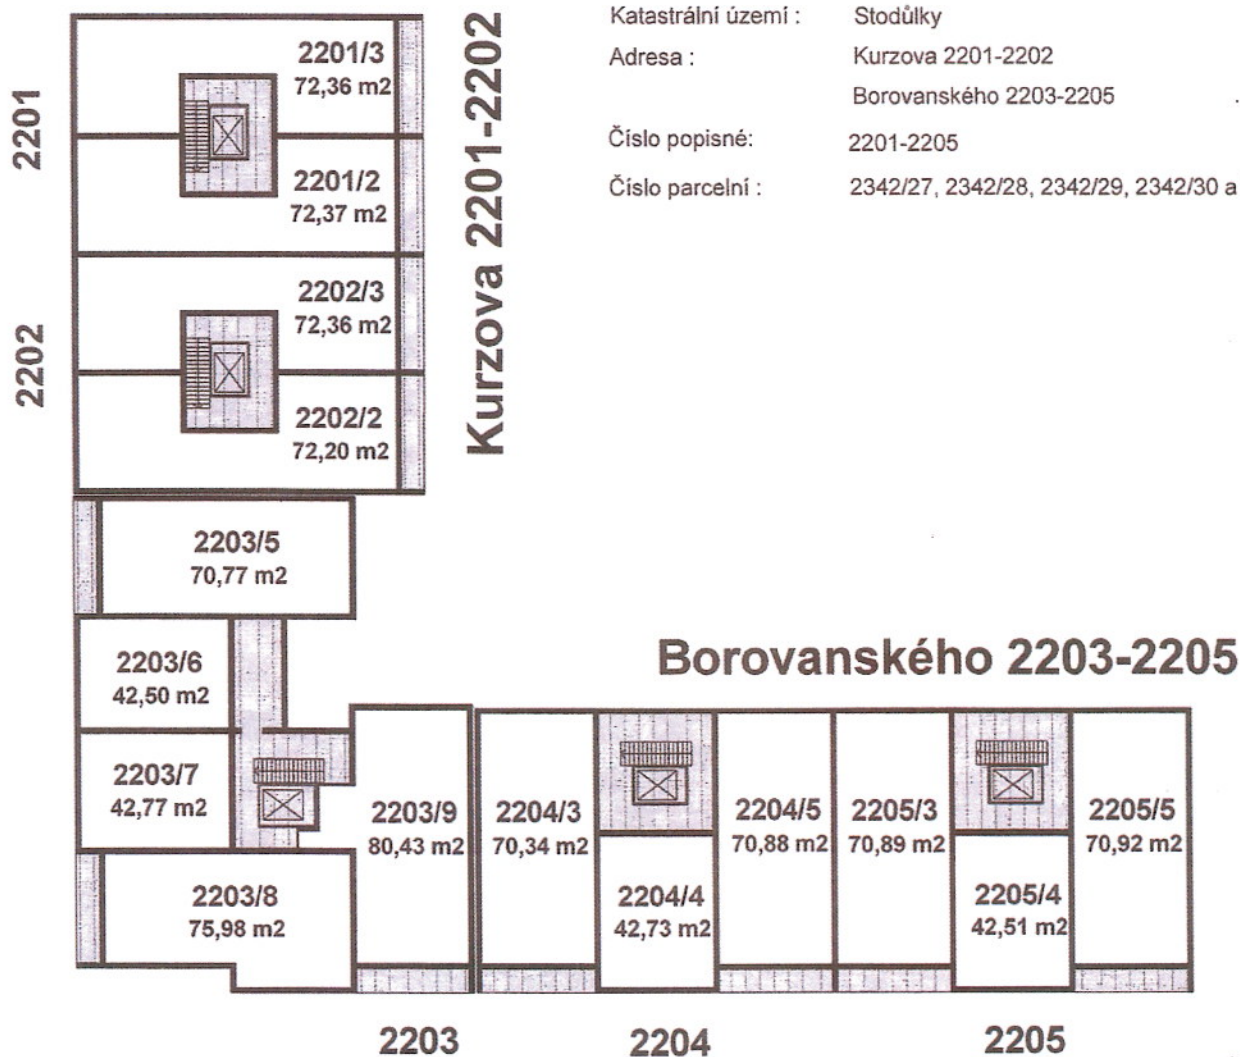 Katastrální území : Stodůlky
Adresa : Kurzova 2201-2202
Borovanského 2203-2205
Číslo popisné: 2201-2205
Číslo parcelní : 2342/27, 2342/28, 2342/29, 2342/30 a
Kurzova 2201-2202
2201
2201/3
72,36 m2
2201/2
72,37 m2
2202
2202/3
72,36 m2
2202/2
72,20 m2
2203/5
70,77 m2
2203/6
42,50 m2
2203/7
42,77 m2
2203/8
75,98 m2
Borovanského 2203-2205
2203/9
80,43 m2
2204/3
70,34 m2
2204/4
42,73 m2
2204/5
70,88 m2
2205/3
70,89 m2
2205/4
42,51 m2
2205/5
70,92 m2
2203
2204
2205